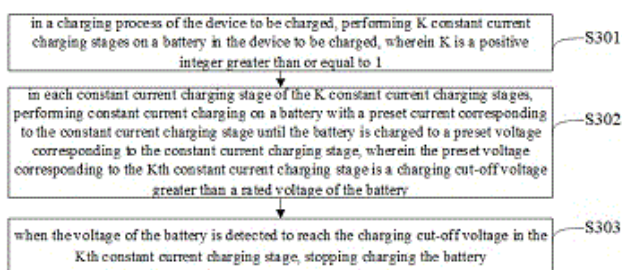 in a charging process of the device to be charged, performing K constant current
charging stages on a battery in the device to be charged, wherein K is a positive
integer greater than or equal to 1
S301
in each constant current charging stage of the K constant current charging stages,
performing constant current charging on a battery with a preset current corresponding
to the constant current charging stage until the battery is charged to a preset voltage
corresponding to the constant current charging stage, wherein the preset voltage
corresponding to the Kth constant current charging stage is a charging cut-off voltage
greater than a rated voltage of the battery
S302
when the voltage of the battery is detected to reach the charging cut-off voltage in the
Kth constant current charging stage, stopping charging the battery
S303